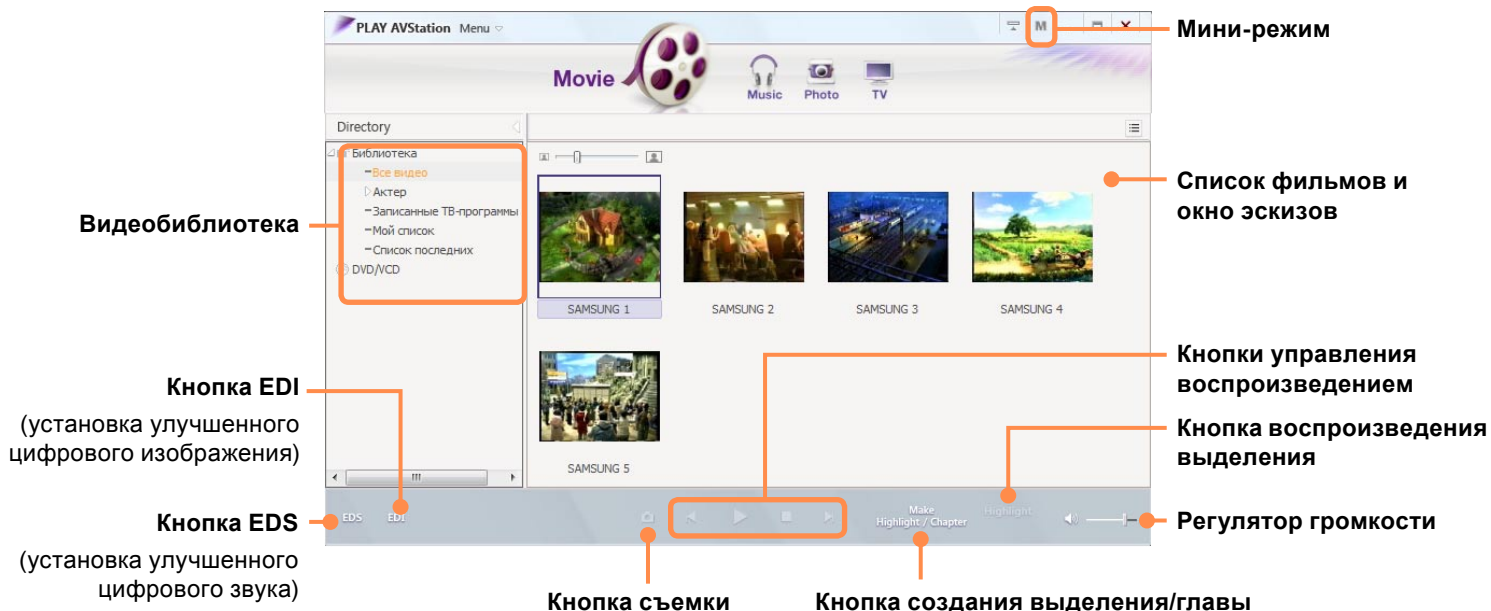 PLAY AVStation Menu
M
Мини-режим
Movie
Music
Photo
TV
Directory
Библиотека
Все видео
Актер
Записанные ТВ-программы
Мой список
Список последних
DVD/VCD
Видеобиблиотека
Список фильмов и
окно эскизов
SAMSUNG 1
SAMSUNG 2
SAMSUNG 3
SAMSUNG 4
SAMSUNG 5
Кнопка EDI
(установка улучшенного
цифрового изображения)
Кнопка EDS
(установка улучшенного
цифрового звука)
EDS
EDI
Make
Highlight / Chapter
Highlight
Кнопки управления
воспроизведением
Кнопка воспроизведения
выделения
Регулятор громкости
Кнопка съемки
Кнопка создания выделения/главы